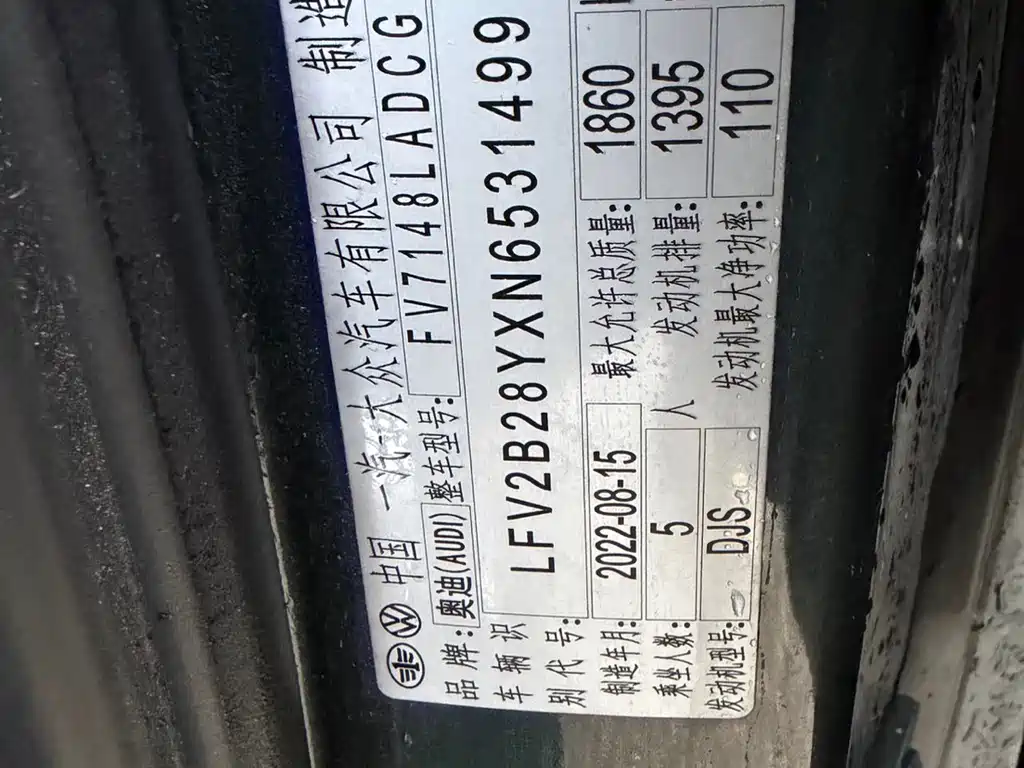 中国 一汽-大众汽车有限公司 制造
品牌: 奥迪(AUDI) 整车型号: FV7148LADCG
车辆识别代号: LFV2B28YXN6531499
制造年月: 2022-08-15 最大允许总质量: 1860
乘坐人数: 5 人 发动机排量: 1395
发动机型号: DJS 发动机最大净功率: 110